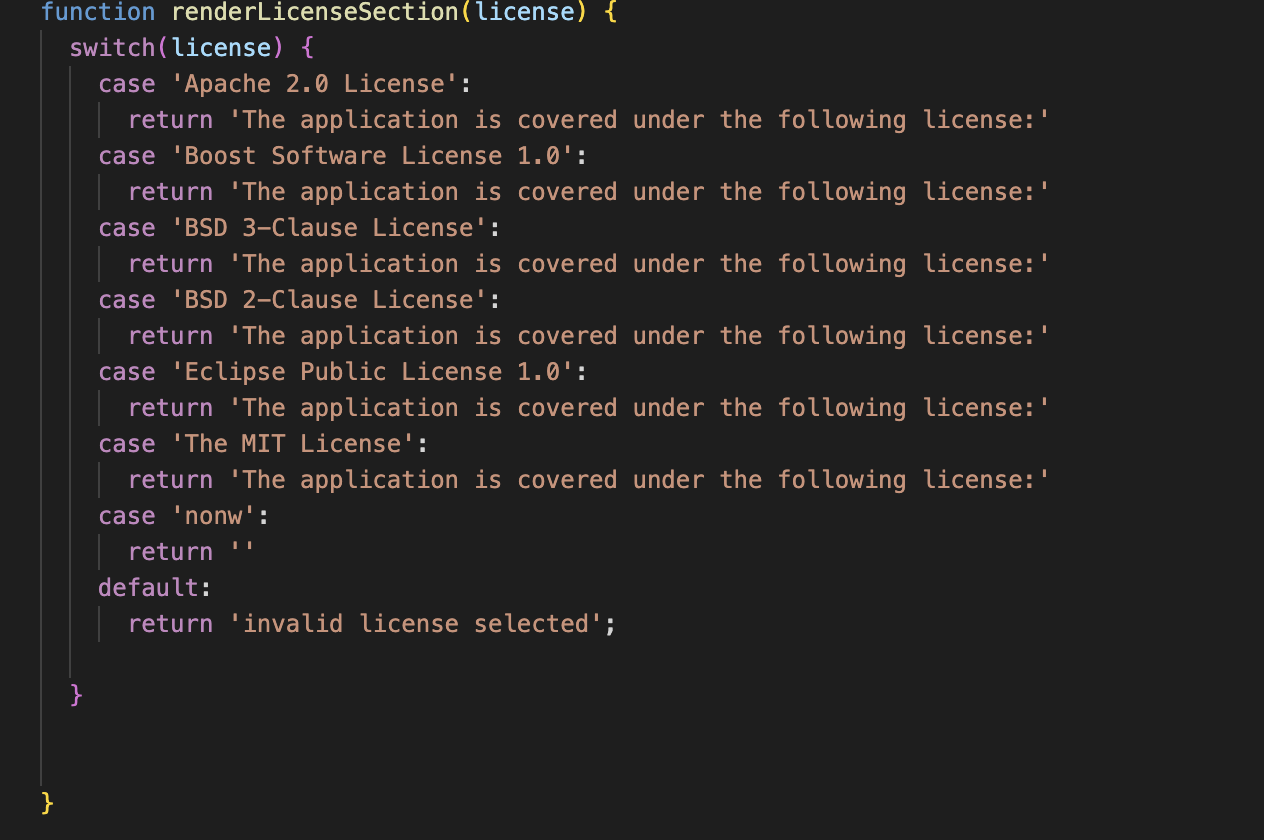 function renderLicenseSection(license) {
switch(license) {
case 'Apache 2.0 License':
return 'The application is covered under the following license:'
case 'Boost Software License 1.0':
return 'The application is covered under the following license:'
case 'BSD 3-Clause License':
return 'The application is covered under the following license:'
case 'BSD 2-Clause License':
return 'The application is covered under the following license:'
case 'Eclipse Public License 1.0':
return 'The application is covered under the following license:'
case 'The MIT License':
return 'The application is covered under the following license:'
case 'nonw':
return ''
default:
return 'invalid license selected';
}
}